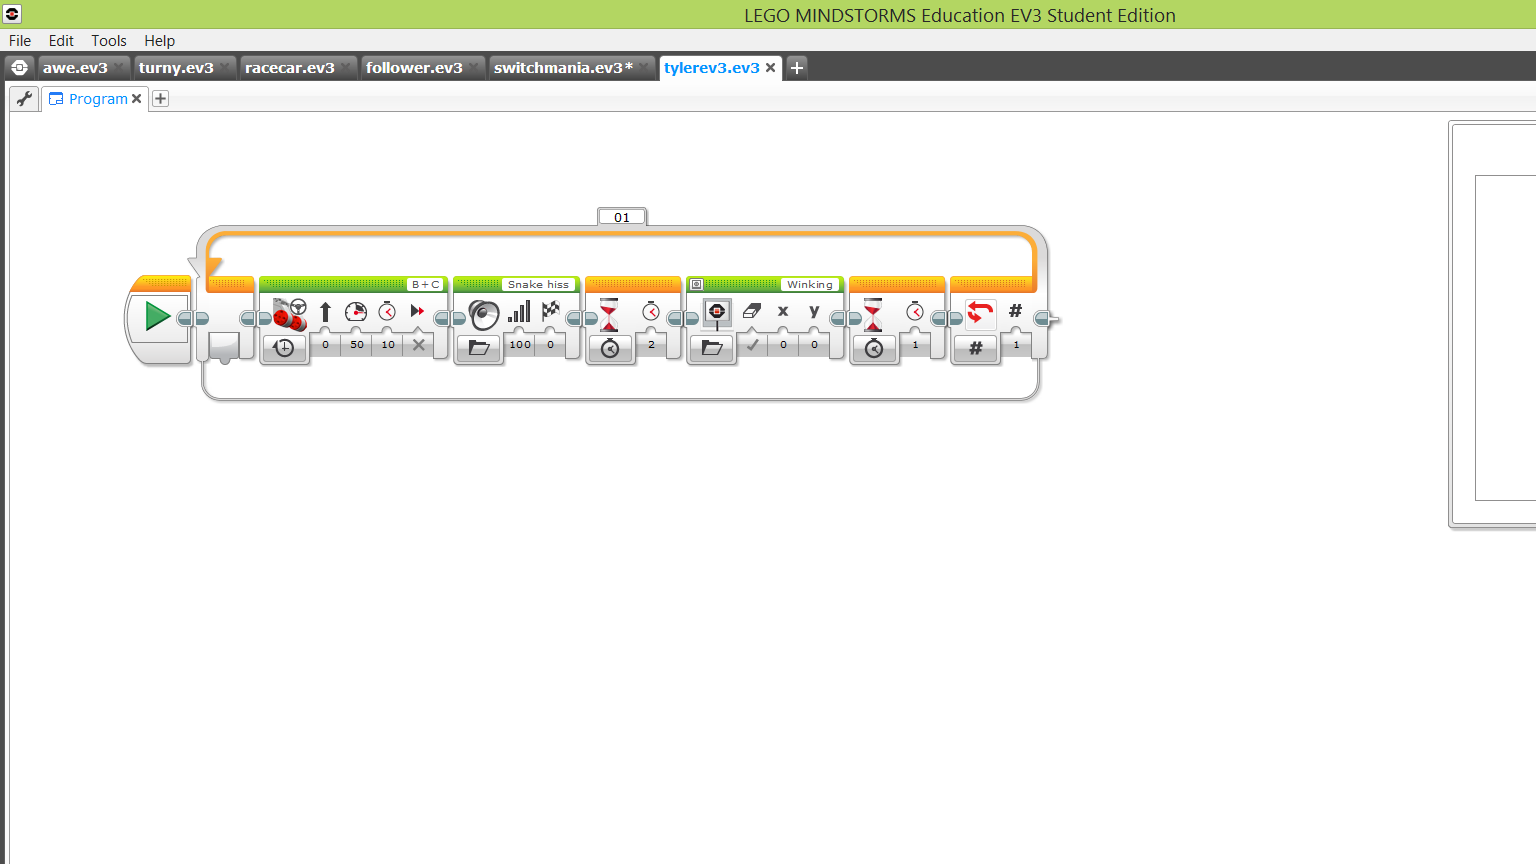 LEGO MINDSTORMS Education EV3 Student Edition
File Edit Tools Help
awe.ev3 turny.ev3 racecar.ev3 follower.ev3 switchmania.ev3* tylerev3.ev3
Program
01
B+C Snake hiss Winking
x y # #
0 50 10 100 0 2 0 0 1 # 1